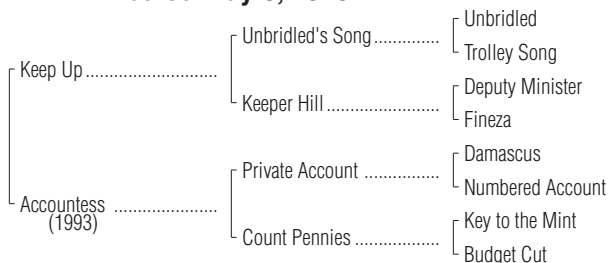 Unbridled
Unbridled's Song
Trolley Song
Keep Up
Deputy Minister
Keeper Hill
Fineza
Damascus
Private Account
Numbered Account
Accountess
(1993)
Key to the Mint
Count Pennies
Budget Cut